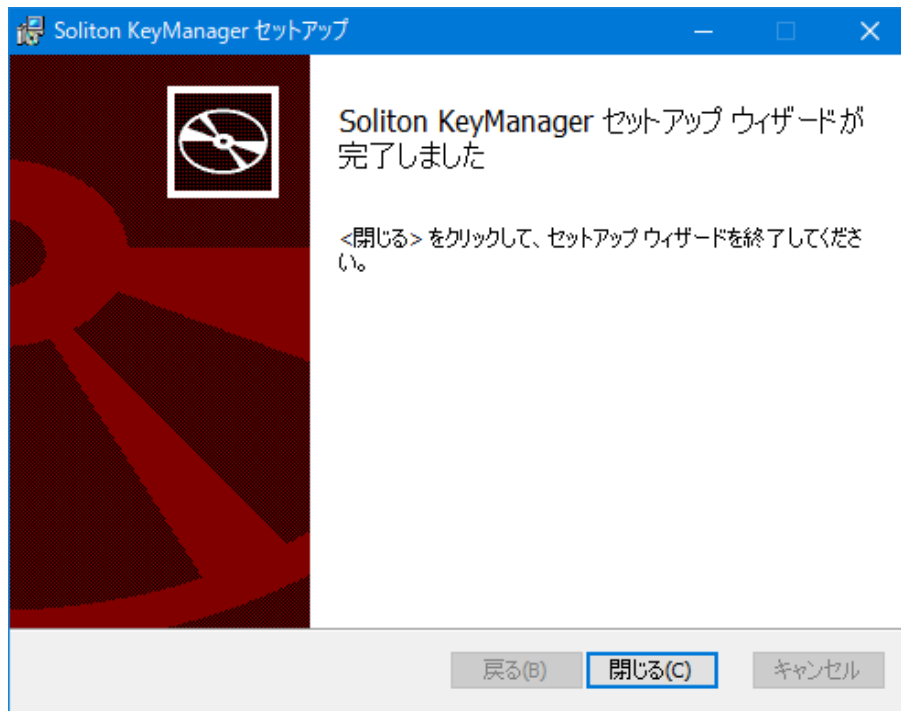 Soliton KeyManager セットアップ
Soliton KeyManager セットアップ ウィザードが
完了しました
<閉じる> をクリックして、セットアップ ウィザードを終了してくださ
い。
戻る(B) 閉じる(C) キャンセル